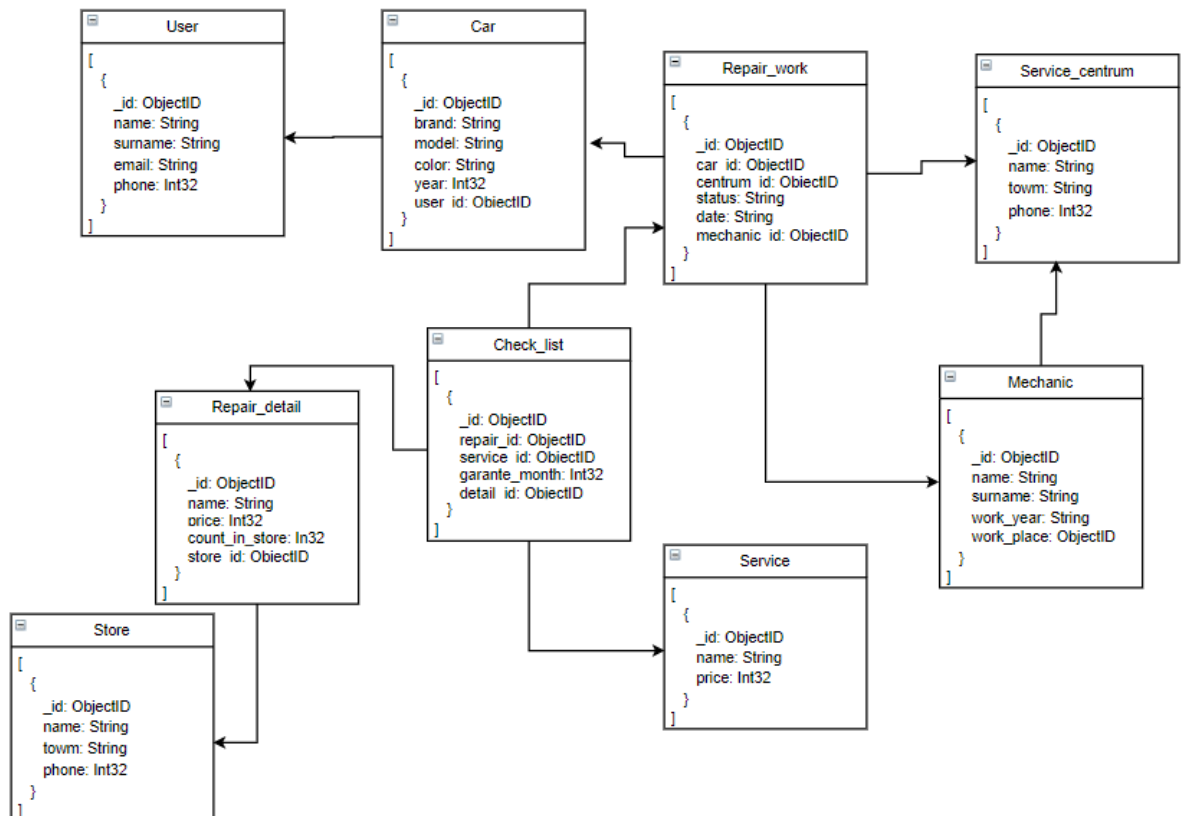 User
[
{
_id: ObjectID
name: String
surname: String
email: String
phone: Int32
}
]
Car
[
{
_id: ObjectID
brand: String
model: String
color: String
year: Int32
user_id: ObjectID
}
]
Repair_work
[
{
_id: ObjectID
car_id: ObjectID
centrum_id: ObjectID
status: String
date: String
mechanic_id: ObjectID
}
]
Service_centrum
[
{
_id: ObjectID
name: String
towm: String
phone: Int32
}
]
Check_list
[
{
_id: ObjectID
repair_id: ObjectID
service_id: ObjectID
garante_month: Int32
detail_id: ObjectID
}
]
Mechanic
[
{
_id: ObjectID
name: String
surname: String
work_year: String
work_place: ObjectID
}
]
Repair_detail
[
{
_id: ObjectID
name: String
price: Int32
count_in_store: In32
store_id: ObjectID
}
]
Service
[
{
_id: ObjectID
name: String
price: Int32
}
]
Store
[
{
_id: ObjectID
name: String
towm: String
phone: Int32
}
]